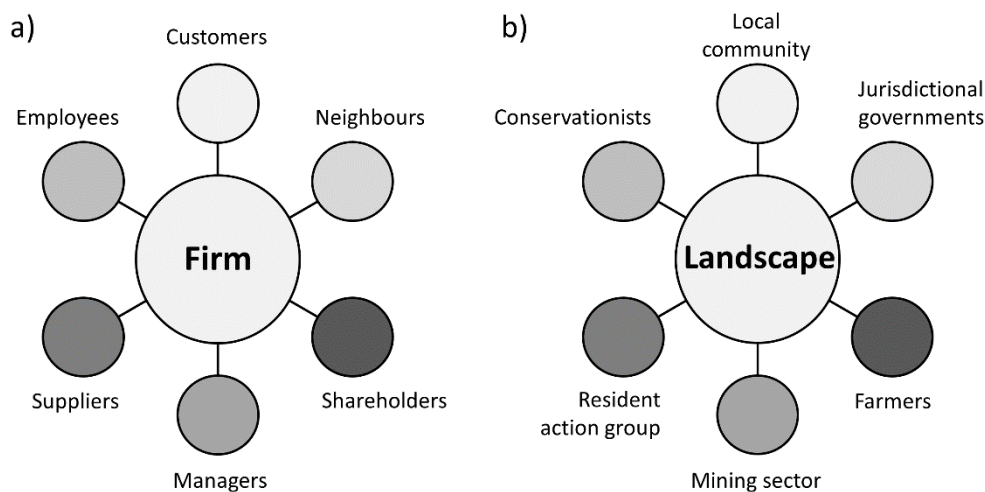 a)
Customers
Employees
Neighbours
Firm
Suppliers
Shareholders
Managers
b)
Local
community
Conservationists
Jurisdictional
governments
Landscape
Resident
action group
Farmers
Mining sector